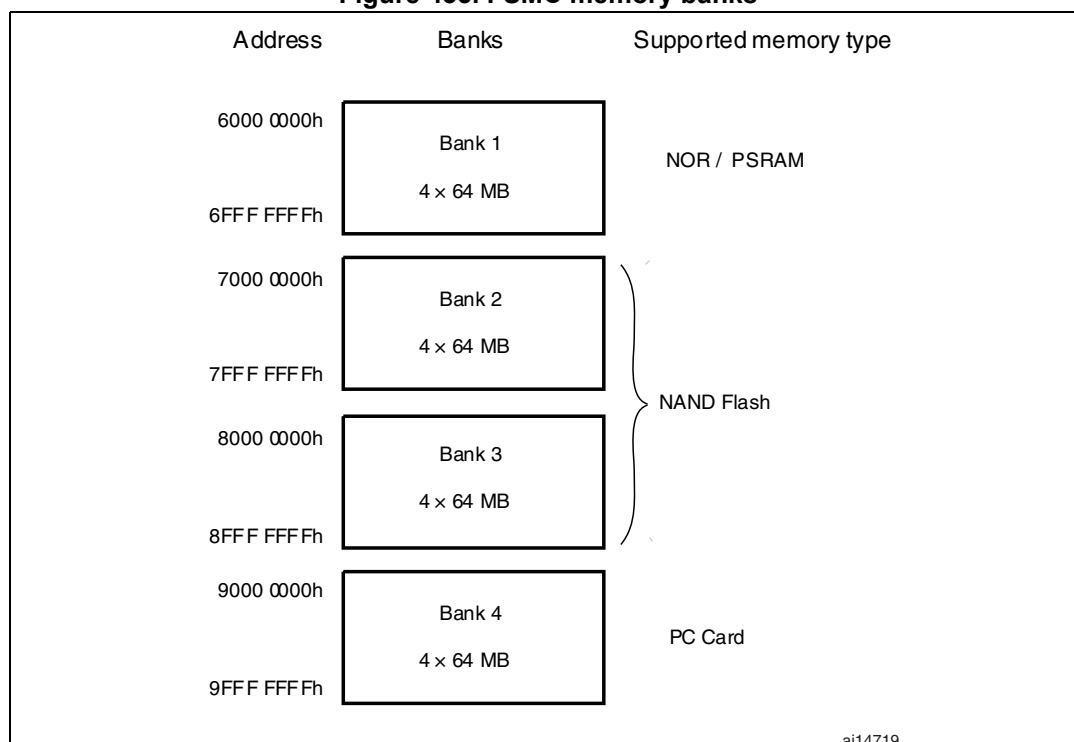 Address Banks Supported memory type
6000 0000h
Bank 1
NOR / PSRAM
4 × 64 MB
6FFF FFFFh
7000 0000h
Bank 2
4 × 64 MB
7FFF FFFFh
NAND Flash
8000 0000h
Bank 3
4 × 64 MB
8FFF FFFFh
9000 0000h
Bank 4
PC Card
4 × 64 MB
9FFF FFFFh